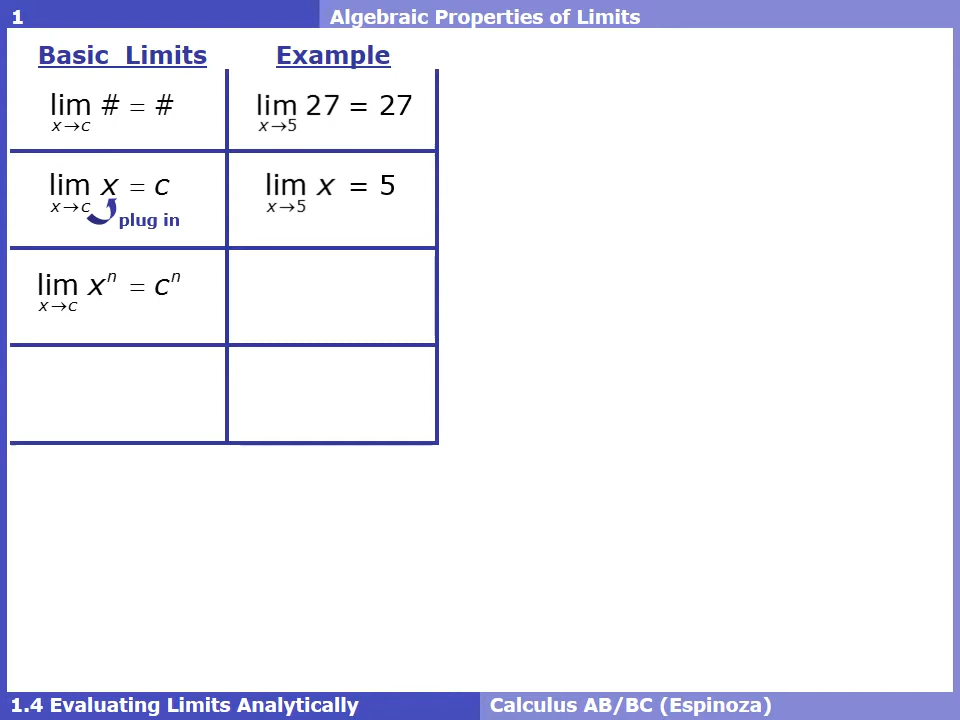 1 Algebraic Properties of Limits
Basic Limits Example
lim # = # lim 27 = 27
x→c x→5
lim x = c lim x = 5
x→c plug in x→5
lim xⁿ = cⁿ
x→c
1.4 Evaluating Limits Analytically Calculus AB/BC (Espinoza)